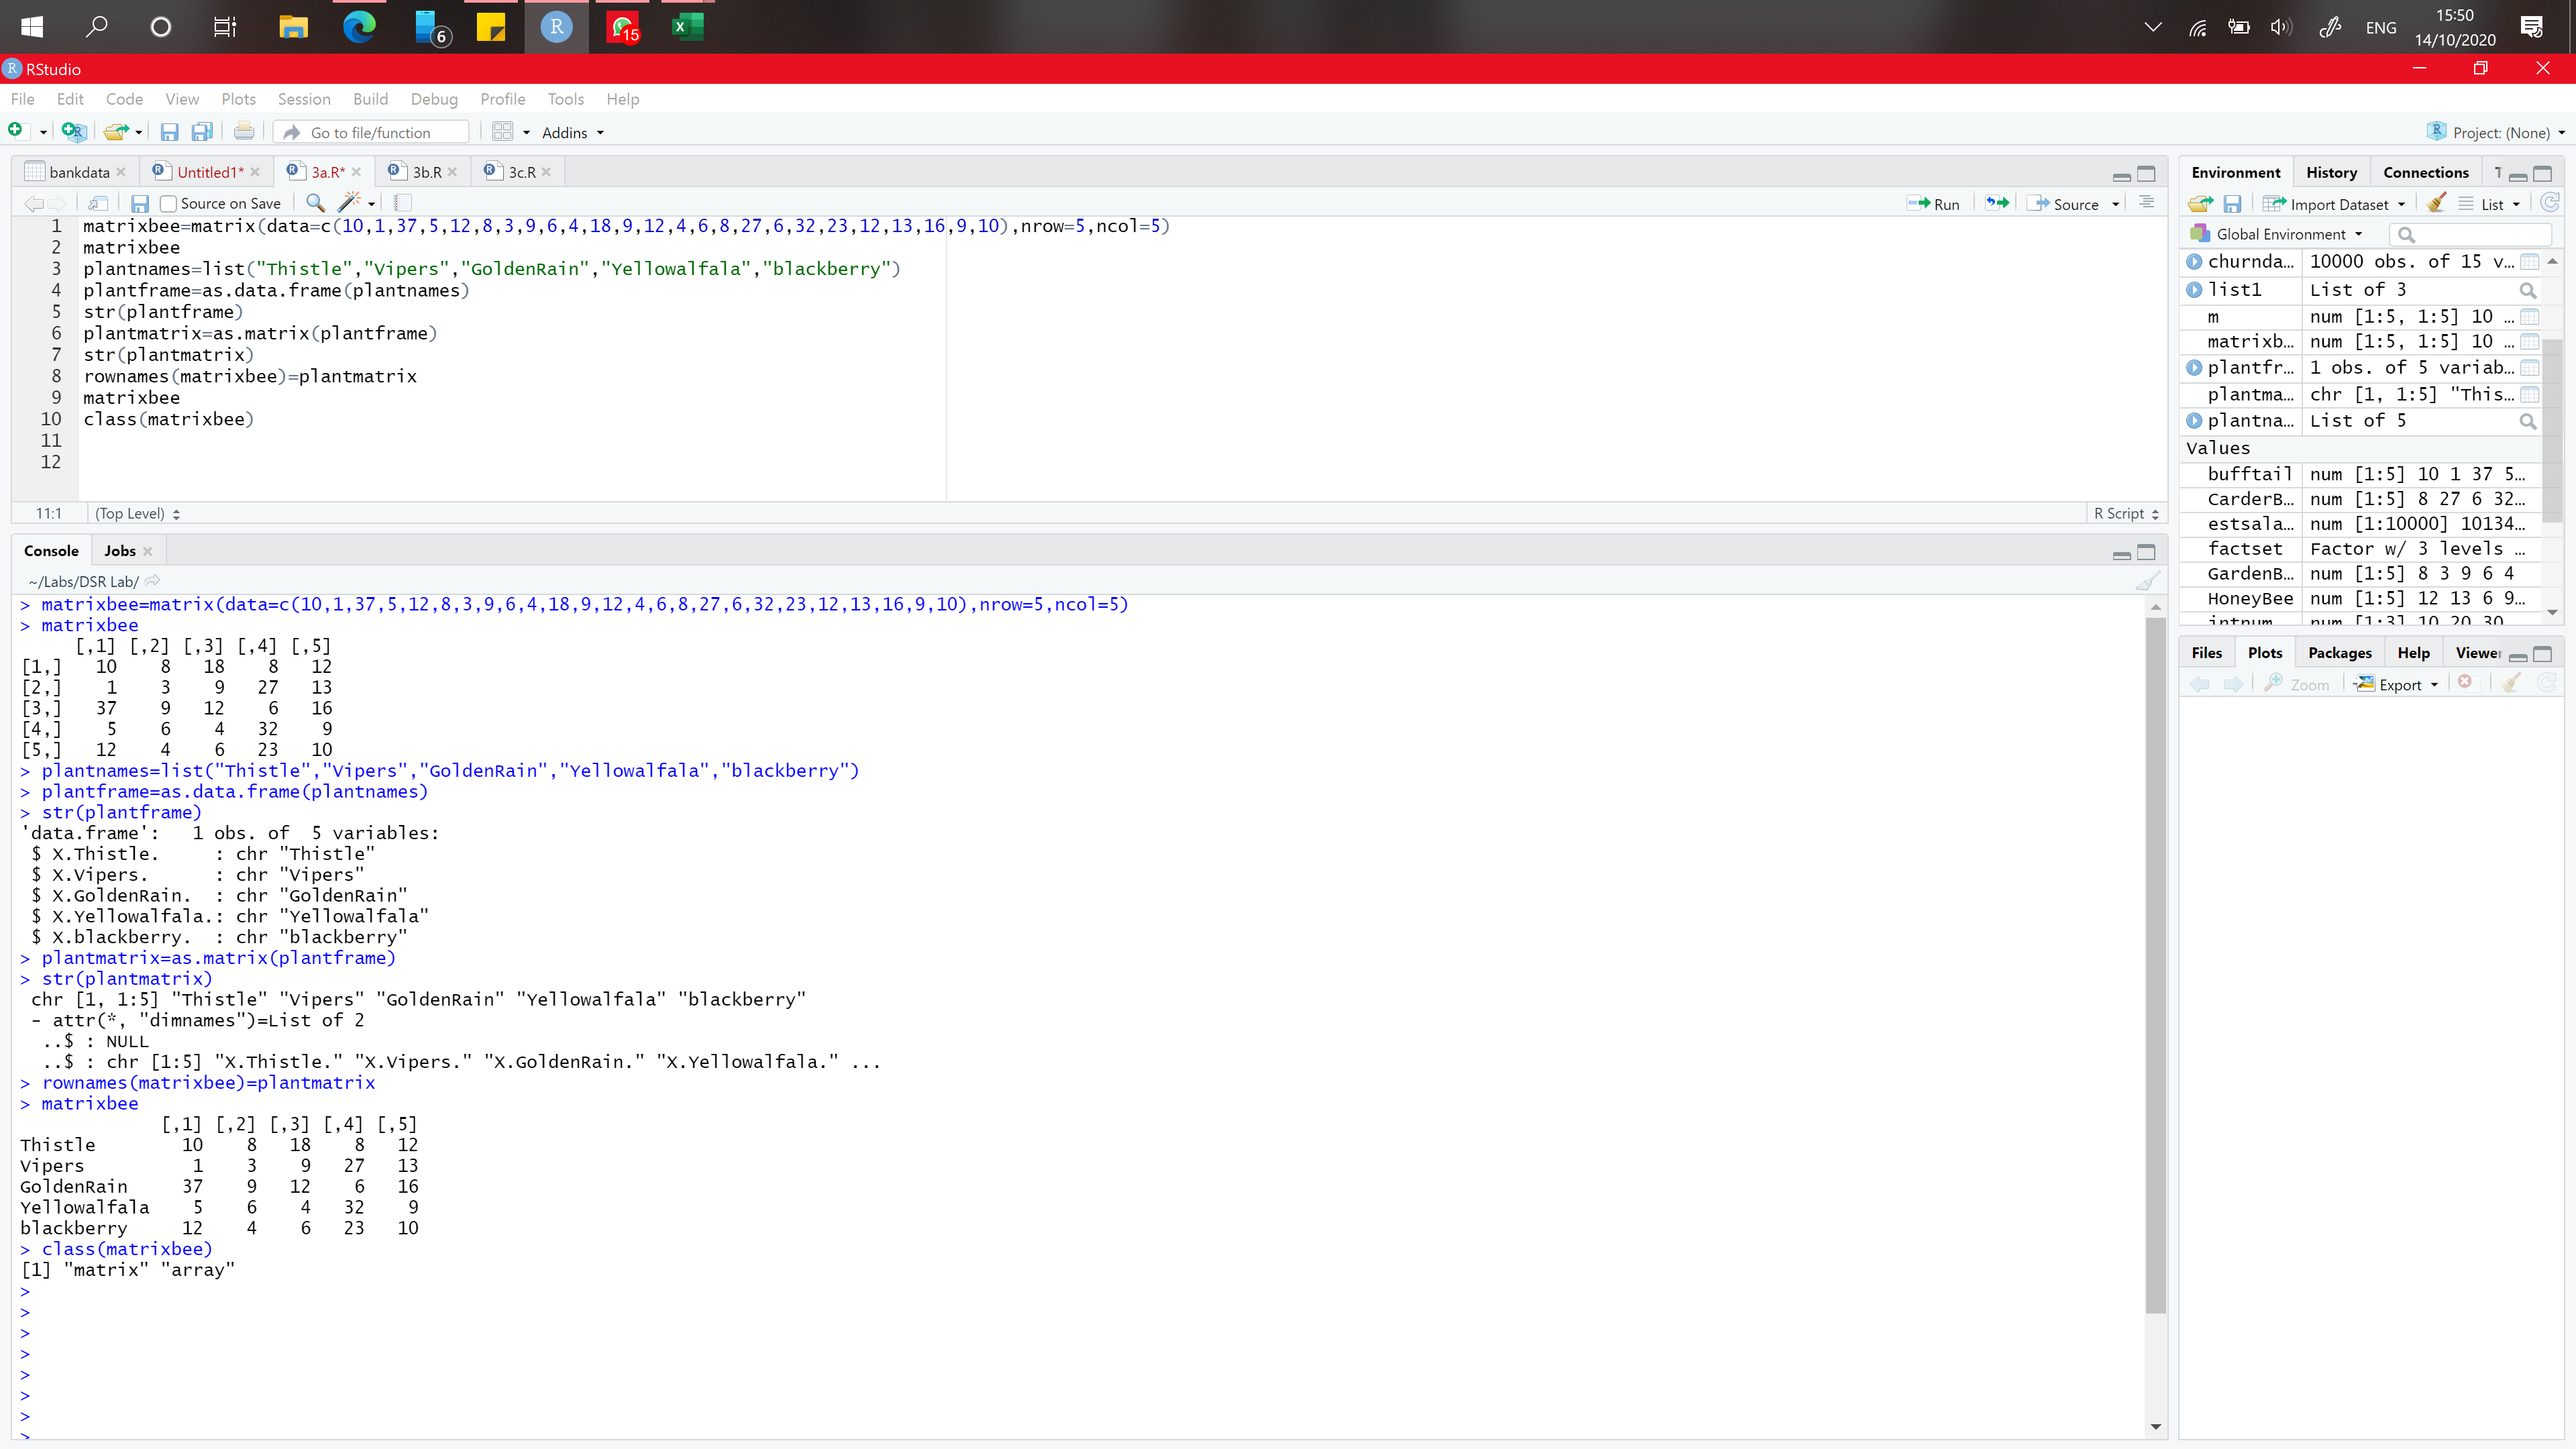 6
R
15
X
ENG
15:50
14/10/2020
R RStudio
File Edit Code View Plots Session Build Debug Profile Tools Help
Go to file/function
Addins
Project: (None)
bankdata
Untitled1*
3a.R*
3b.R
3c.R
Source on Save
Run
Source
1 matrixbee=matrix(data=c(10,1,37,5,12,8,3,9,6,4,18,9,12,4,6,8,27,6,32,23,12,13,16,9,10),nrow=5,ncol=5)
2 matrixbee
3 plantnames=list("Thistle","Vipers","GoldenRain","Yellowalfala","blackberry")
4 plantframe=as.data.frame(plantnames)
5 str(plantframe)
6 plantmatrix=as.matrix(plantframe)
7 str(plantmatrix)
8 rownames(matrixbee)=plantmatrix
9 matrixbee
10 class(matrixbee)
11
12
11:1 (Top Level)
R Script
Console Jobs
~/Labs/DSR Lab/
> matrixbee=matrix(data=c(10,1,37,5,12,8,3,9,6,4,18,9,12,4,6,8,27,6,32,23,12,13,16,9,10),nrow=5,ncol=5)
> matrixbee
     [,1] [,2] [,3] [,4] [,5]
[1,]   10    8   18    8   12
[2,]    1    3    9   27   13
[3,]   37    9   12    6   16
[4,]    5    6    4   32    9
[5,]   12    4    6   23   10
> plantnames=list("Thistle","Vipers","GoldenRain","Yellowalfala","blackberry")
> plantframe=as.data.frame(plantnames)
> str(plantframe)
'data.frame':   1 obs. of  5 variables:
 $ X.Thistle.     : chr "Thistle"
 $ X.Vipers.      : chr "Vipers"
 $ X.GoldenRain.  : chr "GoldenRain"
 $ X.Yellowalfala.: chr "Yellowalfala"
 $ X.blackberry.  : chr "blackberry"
> plantmatrix=as.matrix(plantframe)
> str(plantmatrix)
 chr [1, 1:5] "Thistle" "Vipers" "GoldenRain" "Yellowalfala" "blackberry"
 - attr(*, "dimnames")=List of 2
  ..$ : NULL
  ..$ : chr [1:5] "X.Thistle." "X.Vipers." "X.GoldenRain." "X.Yellowalfala." ...
> rownames(matrixbee)=plantmatrix
> matrixbee
             [,1] [,2] [,3] [,4] [,5]
Thistle        10    8   18    8   12
Vipers          1    3    9   27   13
GoldenRain     37    9   12    6   16
Yellowalfala    5    6    4   32    9
blackberry     12    4    6   23   10
> class(matrixbee)
[1] "matrix" "array"
>
>
>
>
>
>
>
>
Environment History Connections T
Import Dataset
List
Global Environment
churnda... 10000 obs. of 15 v...
list1 List of 3
m num [1:5, 1:5] 10 ...
matrixb... num [1:5, 1:5] 10 ...
plantfr... 1 obs. of 5 variab...
plantma... chr [1, 1:5] "This...
plantna... List of 5
Values
bufftail num [1:5] 10 1 37 5...
CarderB... num [1:5] 8 27 6 32...
estsala... num [1:10000] 10134...
factset Factor w/ 3 levels ...
GardenB... num [1:5] 8 3 9 6 4
HoneyBee num [1:5] 12 13 6 9...
intnum num [1:3] 10 20 30
Files Plots Packages Help Viewer
Zoom
Export